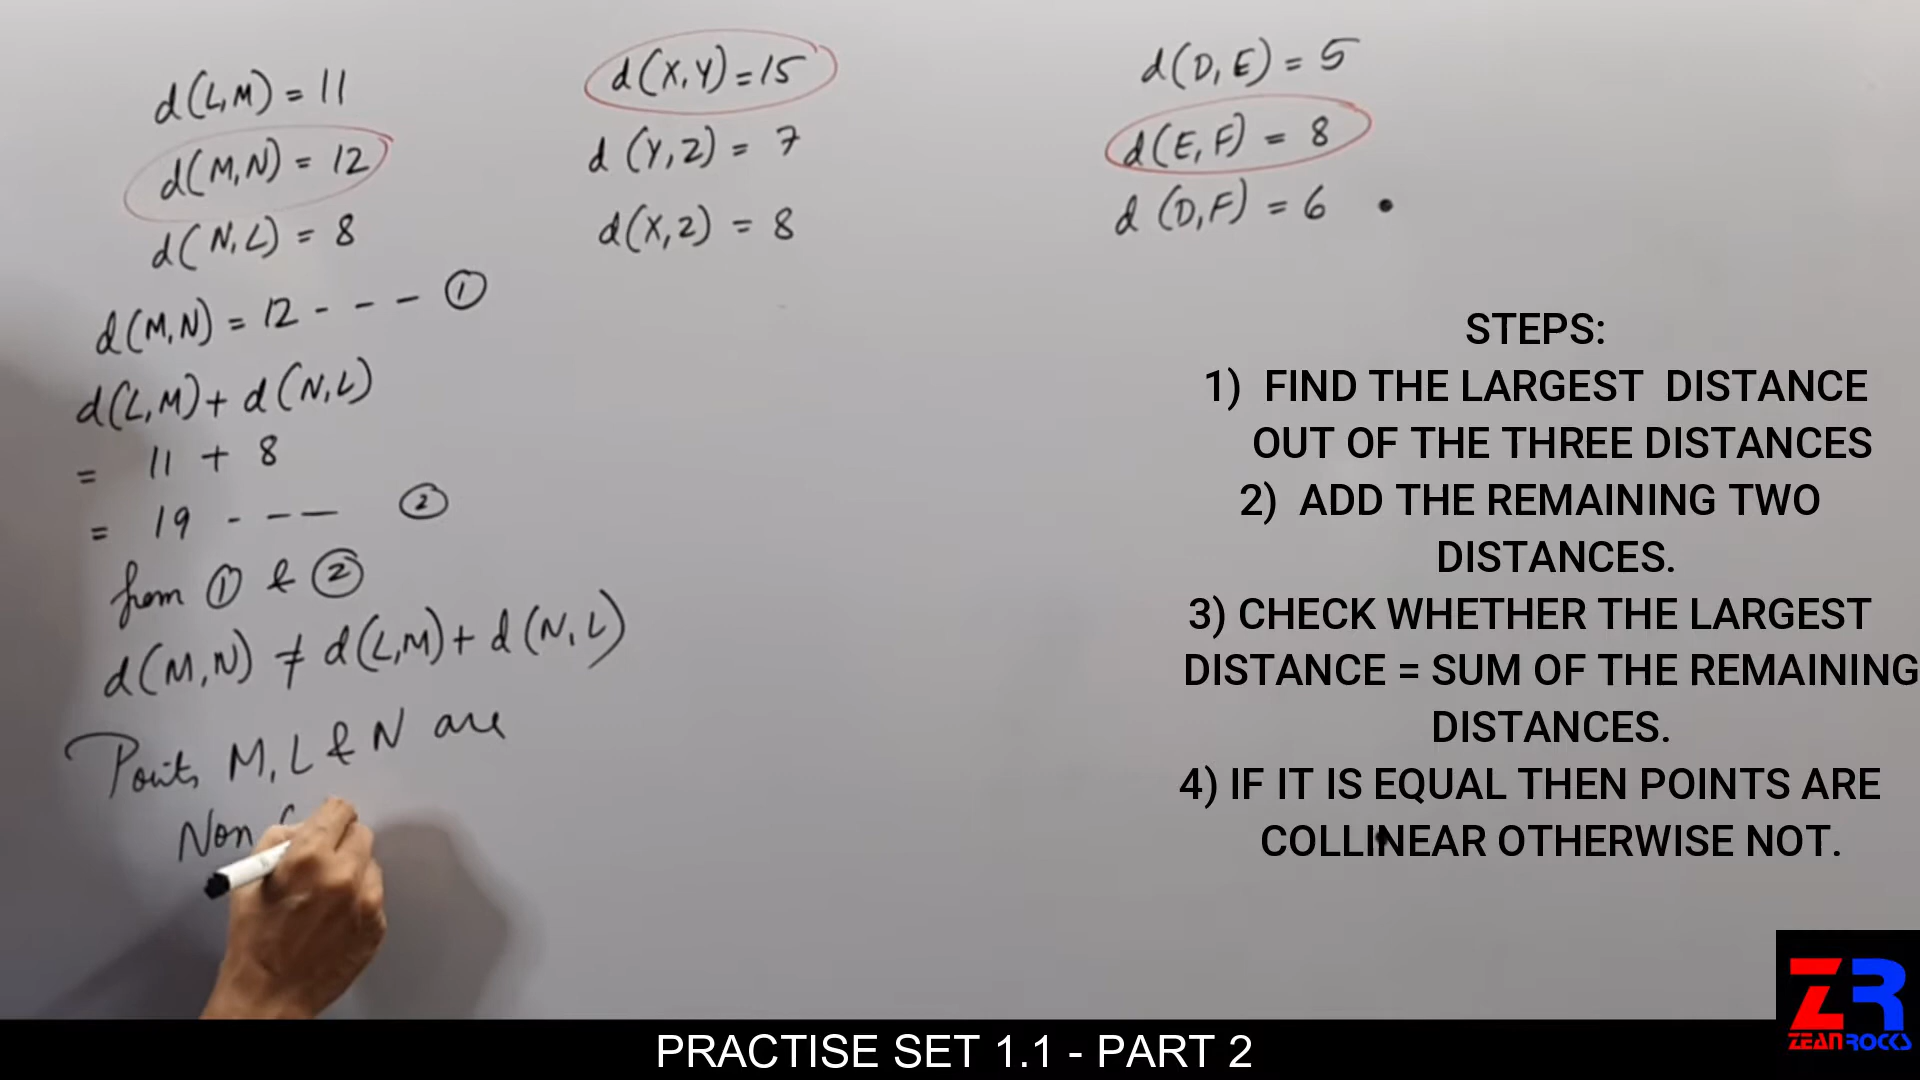 d(L,M) = 11
d(M,N) = 12
d(N,L) = 8
d(M,N) = 12 - - - ①
d(L,M) + d(N,L)
= 11 + 8
= 19 - - — ②
from ① & ②
d(M,N) ≠ d(L,M) + d(N,L)
Points M, L & N are
Non
d(X,Y) = 15
d(Y,Z) = 7
d(X,Z) = 8
d(D,E) = 5
d(E,F) = 8
d(D,F) = 6
STEPS:
1) FIND THE LARGEST DISTANCE
OUT OF THE THREE DISTANCES
2) ADD THE REMAINING TWO
DISTANCES.
3) CHECK WHETHER THE LARGEST
DISTANCE = SUM OF THE REMAINING
DISTANCES.
4) IF IT IS EQUAL THEN POINTS ARE
COLLINEAR OTHERWISE NOT.
ZR
ZEAN ROCKS
PRACTISE SET 1.1 - PART 2